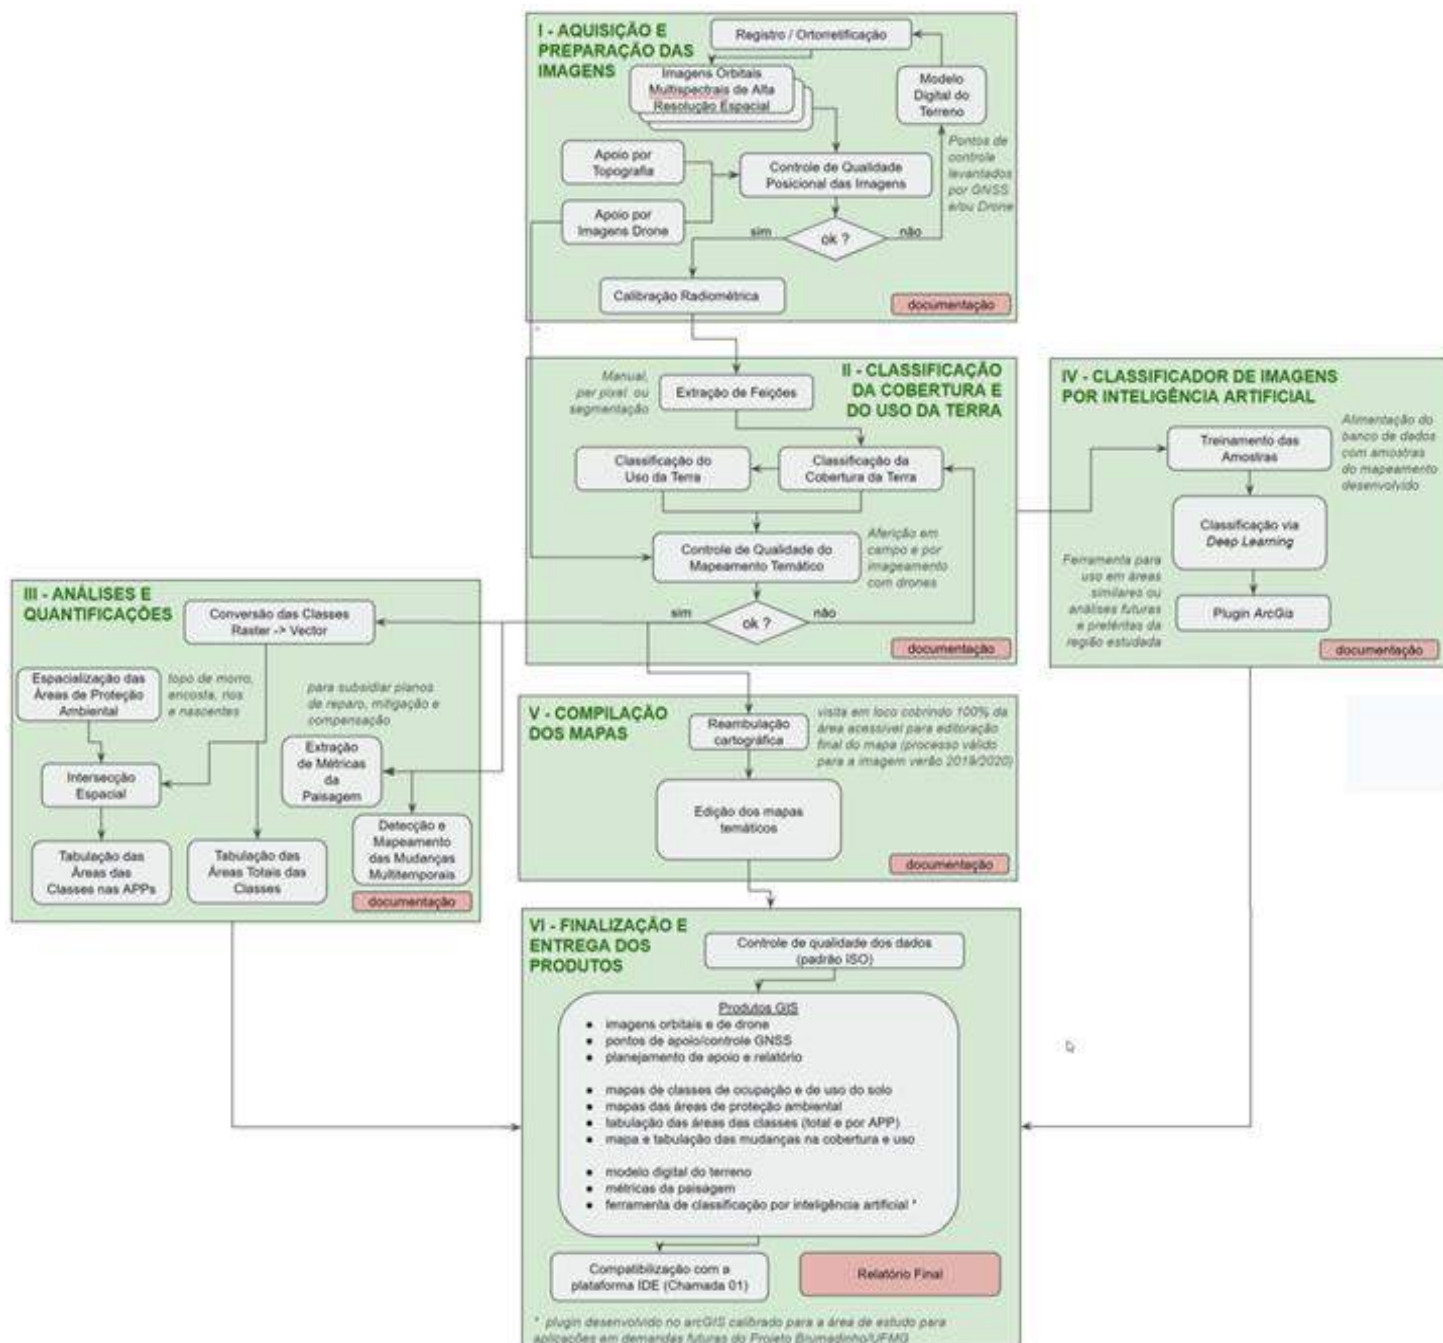 I - AQUISIÇÃO E
PREPARAÇÃO DAS
IMAGENS
Registro / Ortorretificação
Imagens Orbitais
Multispectrais de Alta
Resolução Espacial
Modelo
Digital do
Terreno
Pontos de
controle
levantados
por GNSS
e/ou Drone
Apoio por
Topografia
Controle de Qualidade
Posicional das Imagens
Apoio por
Imagens Drone
sim
ok ?
não
Calibração Radiométrica
documentação
II - CLASSIFICAÇÃO
DA COBERTURA E
DO USO DA TERRA
Manual,
per pixel ou
segmentação
Extração de Feições
Classificação do
Uso da Terra
Classificação da
Cobertura da Terra
Controle de Qualidade do
Mapeamento Temático
Aferição em
campo e por
imageamento
com drones
sim
ok ?
não
documentação
IV - CLASSIFICADOR DE IMAGENS
POR INTELIGÊNCIA ARTIFICIAL
Treinamento das
Amostras
Alimentação do
banco de dados
com amostras
do mapeamento
desenvolvido
Classificação via
Deep Learning
Ferramenta para
uso em áreas
similares ou
análises futuras
e pretéritas da
região estudada
Plugin ArcGis
documentação
III - ANÁLISES E
QUANTIFICAÇÕES
Conversão das Classes
Raster -> Vector
Espacialização das
Áreas de Proteção
Ambiental
topo de morro,
encosta, rios
e nascentes
para subsidiar planos
de reparo, mitigação e
compensação
Extração
de Métricas
da
Paisagem
Intersecção
Espacial
Detecção e
Mapeamento
das Mudanças
Multitemporais
Tabulação das
Áreas das
Classes nas APPs
Tabulação das
Áreas Totais das
Classes
documentação
V - COMPILAÇÃO
DOS MAPAS
Reambulação
cartográfica
visita em loco cobrindo 100% da
área acessível para editoração
final do mapa (processo válido
para a imagem verão 2019/2020)
Edição dos mapas
temáticos
documentação
VI - FINALIZAÇÃO E
ENTREGA DOS
PRODUTOS
Controle de qualidade dos dados
(padrão ISO)
Produtos GIS
● imagens orbitais e de drone
● pontos de apoio/controle GNSS
● planejamento de apoio e relatório
● mapas de classes de ocupação e de uso do solo
● mapas das áreas de proteção ambiental
● tabulação das áreas das classes (total e por APP)
● mapa e tabulação das mudanças na cobertura e uso
● modelo digital do terreno
● métricas da paisagem
● ferramenta de classificação por inteligência artificial *
Compatibilização com a
plataforma IDE (Chamada 01)
Relatório Final
* plugin desenvolvido no arcGIS calibrado para a área de estudo para
aplicações em demandas futuras do Projeto Brumadinho/UFMG